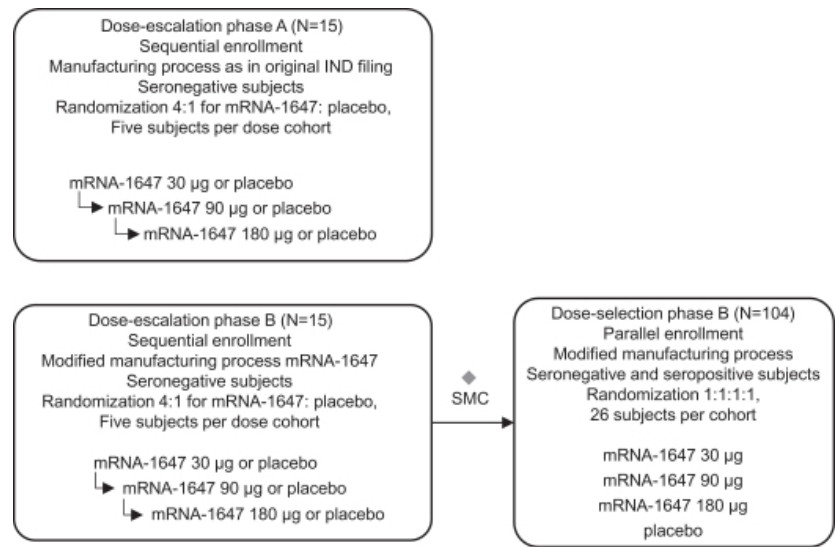 Dose-escalation phase A (N=15)
Sequential enrollment
Manufacturing process as in original IND filing
Seronegative subjects
Randomization 4:1 for mRNA-1647: placebo,
Five subjects per dose cohort
mRNA-1647 30 µg or placebo
mRNA-1647 90 µg or placebo
mRNA-1647 180 µg or placebo
Dose-escalation phase B (N=15)
Sequential enrollment
Modified manufacturing process mRNA-1647
Seronegative subjects
Randomization 4:1 for mRNA-1647: placebo,
Five subjects per dose cohort
mRNA-1647 30 µg or placebo
mRNA-1647 90 µg or placebo
mRNA-1647 180 µg or placebo
SMC
Dose-selection phase B (N=104)
Parallel enrollment
Modified manufacturing process
Seronegative and seropositive subjects
Randomization 1:1:1:1,
26 subjects per cohort
mRNA-1647 30 µg
mRNA-1647 90 µg
mRNA-1647 180 µg
placebo